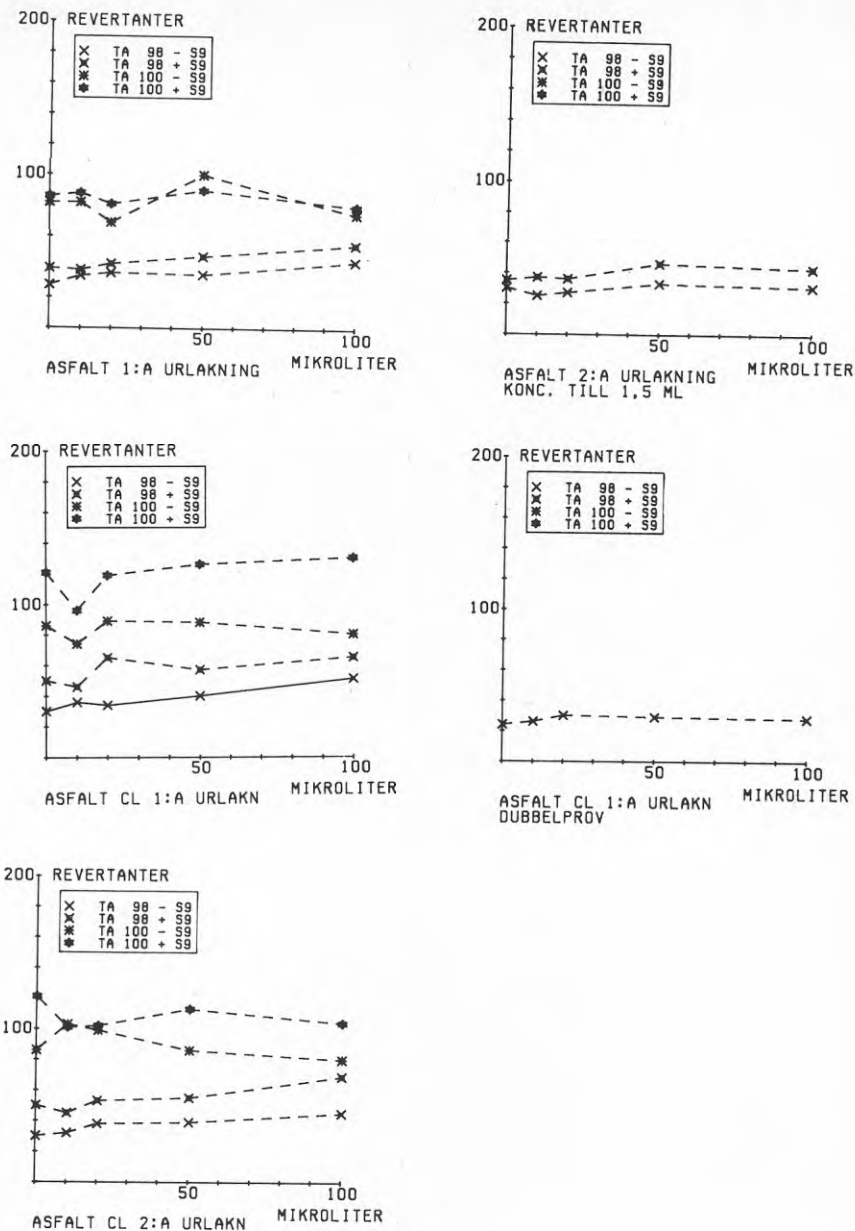 200 REVERTANTER
TA 98 - S9
TA 98 + S9
TA 100 - S9
TA 100 + S9
100
50 100
MIKROLITER
ASFALT 1:A URLAKNING
200 REVERTANTER
TA 98 - S9
TA 98 + S9
TA 100 - S9
TA 100 + S9
100
50 100
MIKROLITER
ASFALT 2:A URLAKNING
KONC. TILL 1,5 ML
200 REVERTANTER
TA 98 - S9
TA 98 + S9
TA 100 - S9
TA 100 + S9
100
50 100
MIKROLITER
ASFALT CL 1:A URLAKN
200 REVERTANTER
TA 98 - S9
TA 98 + S9
TA 100 - S9
TA 100 + S9
100
50 100
MIKROLITER
ASFALT CL 1:A URLAKN
DUBBELPROV
200 REVERTANTER
TA 98 - S9
TA 98 + S9
TA 100 - S9
TA 100 + S9
100
50 100
MIKROLITER
ASFALT CL 2:A URLAKN